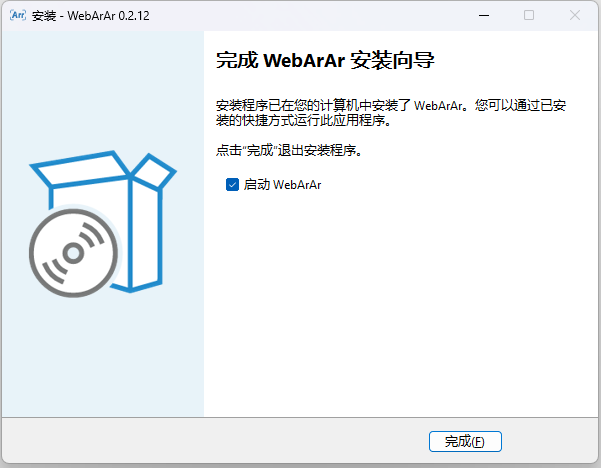 Arr 安装 - WebArAr 0.2.12
完成 WebArAr 安装向导
安装程序已在您的计算机中安装了 WebArAr。您可以通过已安
装的快捷方式运行此应用程序。
点击“完成”退出安装程序。
启动 WebArAr
完成(F)